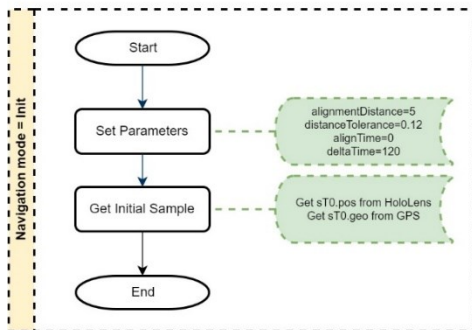 Navigation mode = Init
Start
Set Parameters
alignmentDistance=5
distanceTolerance=0.12
alignTime=0
deltaTime=120
Get Initial Sample
Get sT0.pos from HoloLens
Get sT0.geo from GPS
End